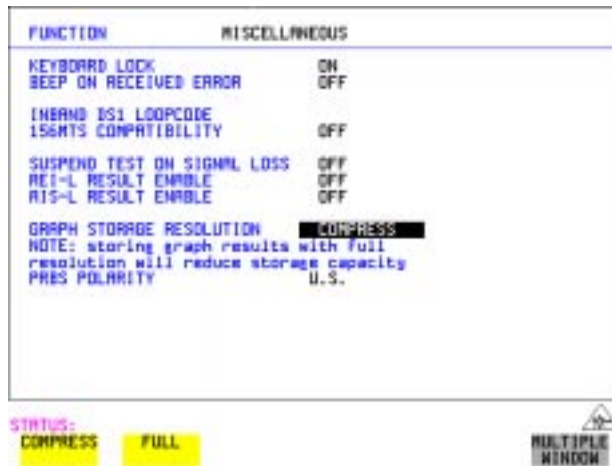 FUNCTION MISCELLANEOUS
KEYBOARD LOCK ON
BEEP ON RECEIVED ERROR OFF
INBAND DS1 LOOPCODE
156MTS COMPATIBILITY OFF
SUSPEND TEST ON SIGNAL LOSS OFF
REI-L RESULT ENABLE OFF
AIS-L RESULT ENABLE OFF
GRAPH STORAGE RESOLUTION COMPRESS
NOTE: storing graph results with full
resolution will reduce storage capacity
PRBS POLARITY U.S.
STATUS:
COMPRESS FULL MULTIPLE
WINDOW